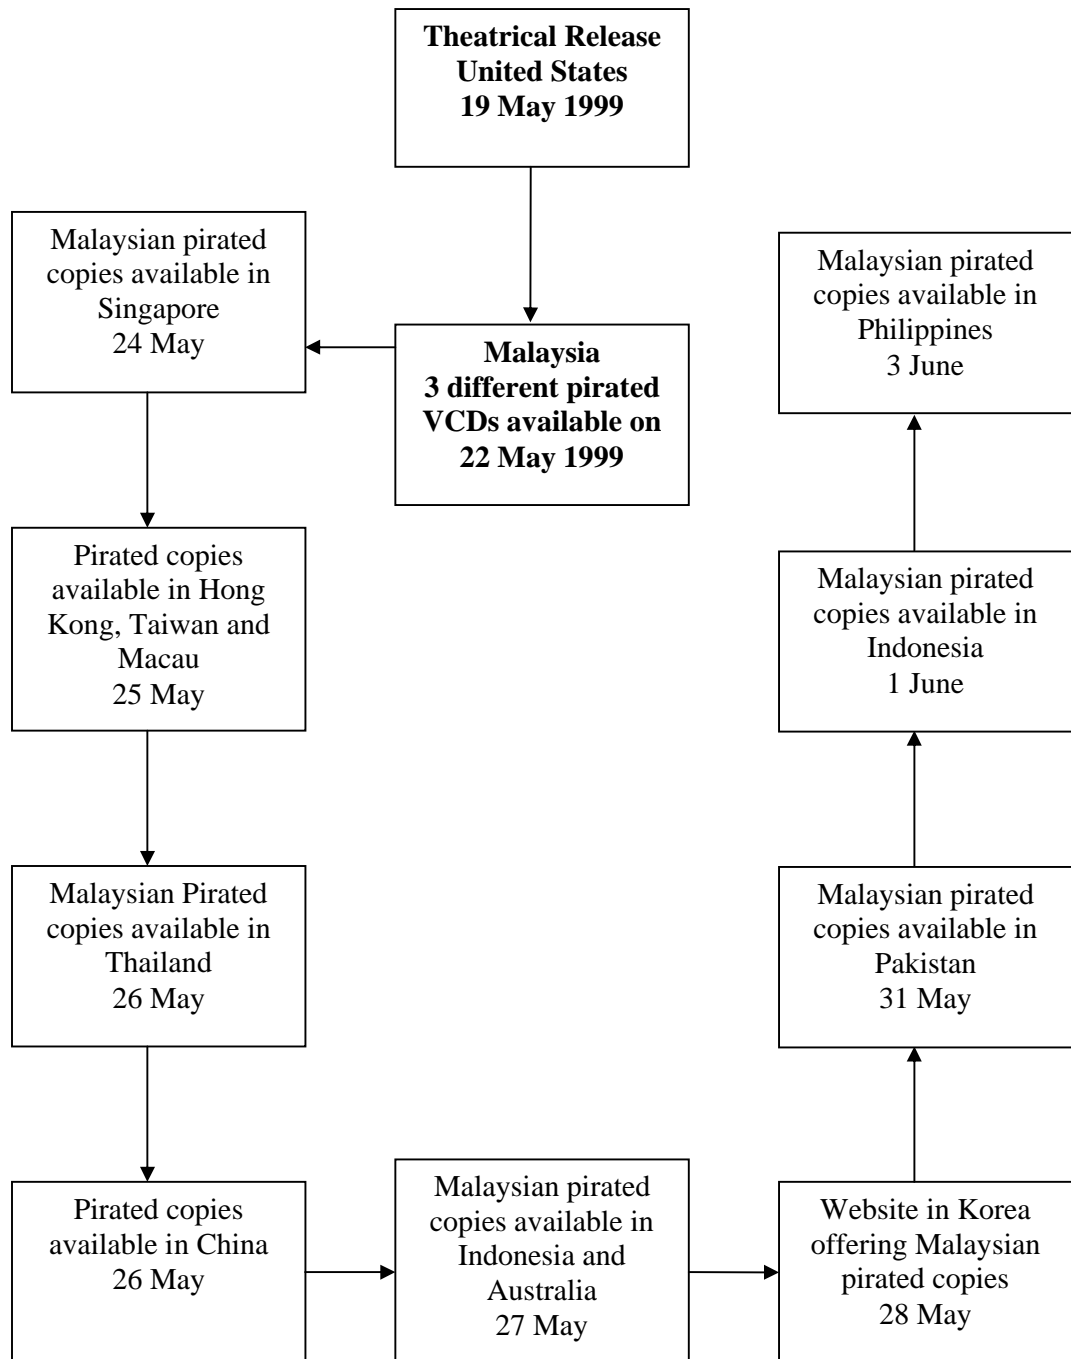 Theatrical Release
United States
19 May 1999
Malaysia
3 different pirated
VCDs available on
22 May 1999
Malaysian pirated
copies available in
Singapore
24 May
Pirated copies
available in Hong
Kong, Taiwan and
Macau
25 May
Malaysian Pirated
copies available in
Thailand
26 May
Pirated copies
available in China
26 May
Malaysian pirated
copies available in
Indonesia and
Australia
27 May
Website in Korea
offering Malaysian
pirated copies
28 May
Malaysian pirated
copies available in
Pakistan
31 May
Malaysian pirated
copies available in
Indonesia
1 June
Malaysian pirated
copies available in
Philippines
3 June